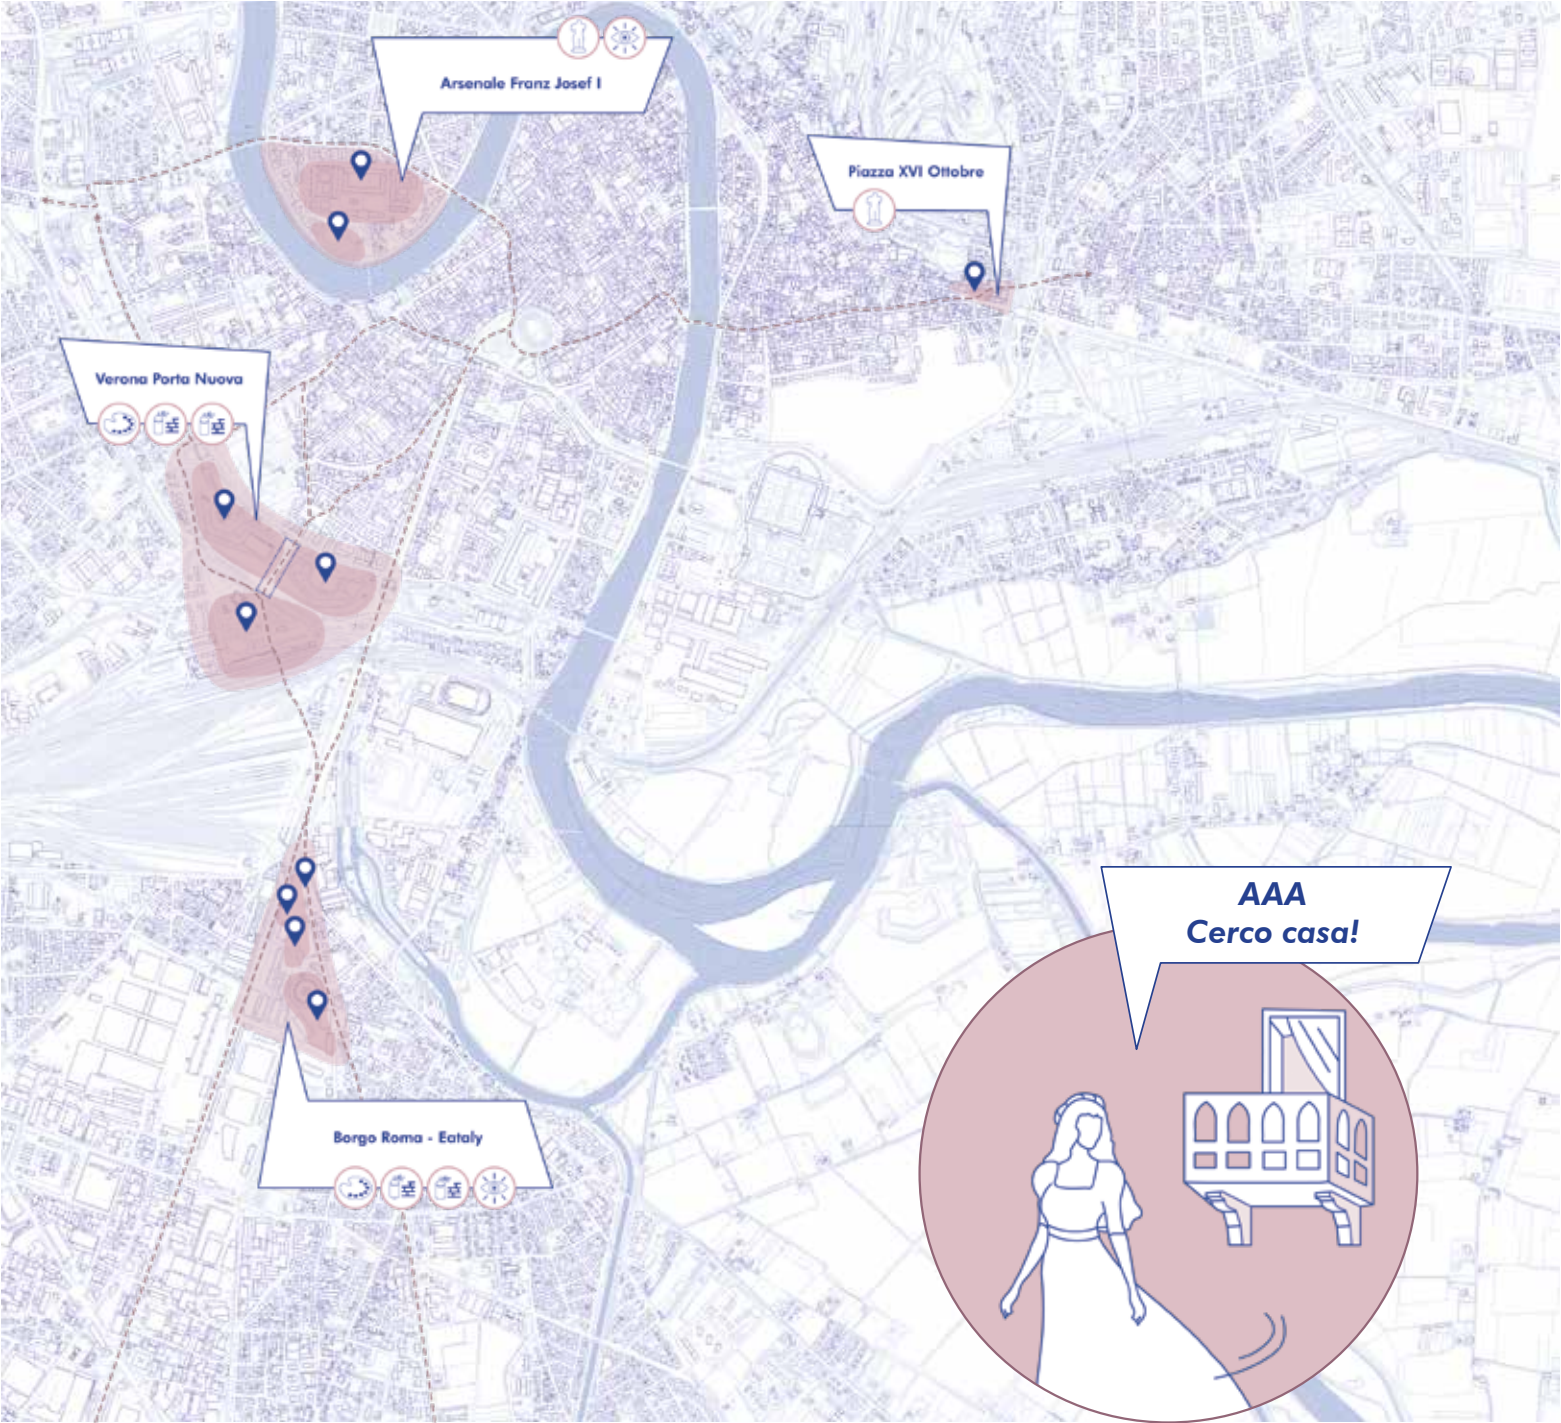 Arsenale Franz Josef I
Piazza XVI Ottobre
Verona Porta Nuova
AAA
Cerco casa!
Borgo Roma - Eataly